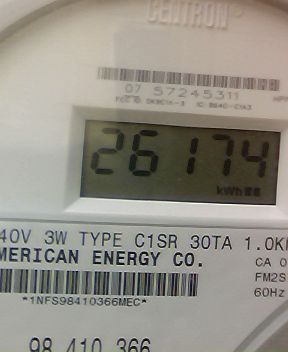 CENTRON®
07 57245311
26174
kWh
40V 3W TYPE C1SR 30TA 1.0K
MERICAN ENERGY CO.
CA 0
FM2S
60Hz
*1NFS98410366MEC*
98 410 366